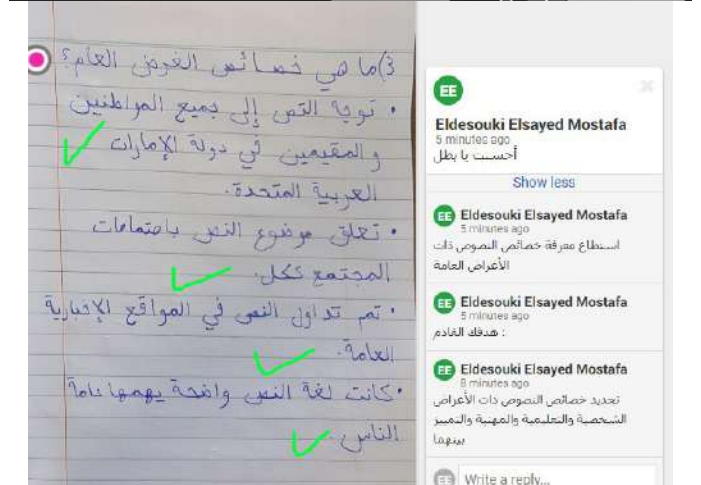 3) ما هي خصائص الغرض العام؟
• توجه النص إلى جميع المواطنين
والمقيمين في دولة الإمارات
العربية المتحدة.
• تعلق موضوع النص باهتمامات
المجتمع ككل.
• تم تداول النص في المواقع الإخبارية
العامة.
• كانت لغة النص واضحة يهمها عامة
الناس.
EE
Eldesouki Elsayed Mostafa
5 minutes ago
أحسنت يا بطل
Show less
EE Eldesouki Elsayed Mostafa
5 minutes ago
استطاع معرفة خصائص النصوص ذات
الأغراض العامة
EE Eldesouki Elsayed Mostafa
5 minutes ago
: هدفك القادم
EE Eldesouki Elsayed Mostafa
8 minutes ago
تحديد خصائص النصوص ذات الأغراض
الشخصية والتعليمية والمهنية والتمييز
بينهما
EE Write a reply...